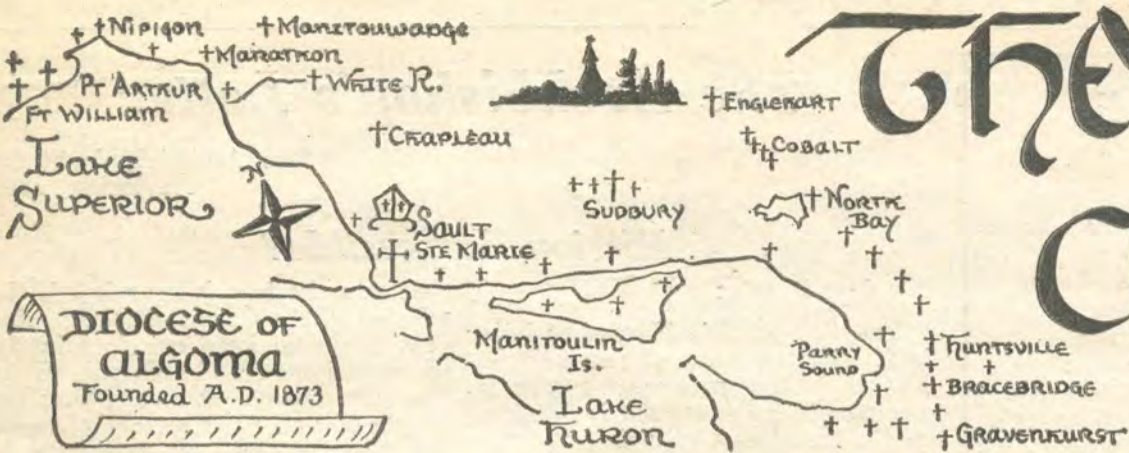 Nipigon
Manitouwadge
Marathon
Pt Arthur
White R.
Ft William
Englehart
The
Chapleau
Cobalt
Lake
Superior
N
Sudbury
North
Bay
Sault
Ste Marie
C
DIOCESE OF
ALGOMA
Founded A.D. 1873
Manitoulin
Is.
Parry
Sound
Huntsville
Bracebridge
Lake
Huron
Gravenhurst